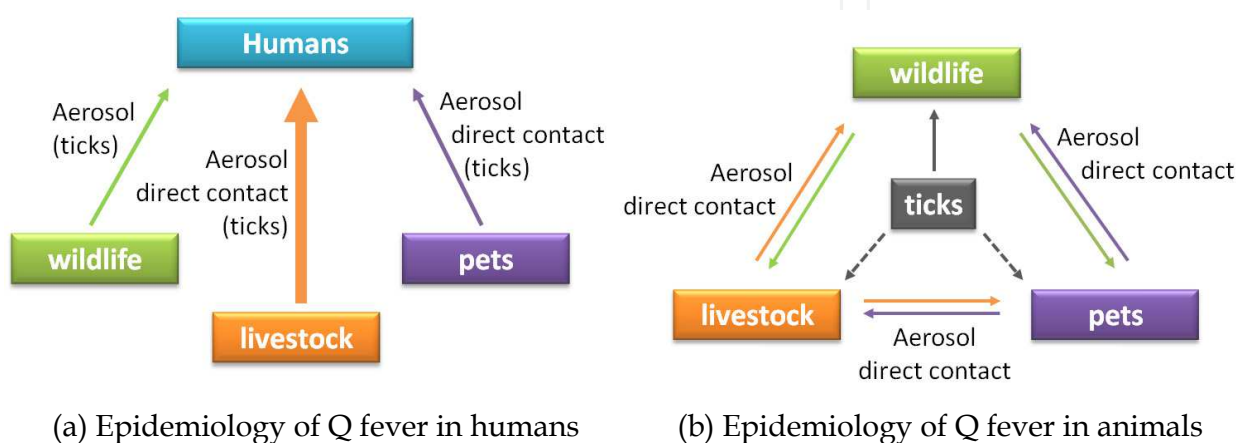 Humans
Aerosol
(ticks)
Aerosol
direct contact
(ticks)
Aerosol
direct contact
(ticks)
wildlife
pets
livestock
(a) Epidemiology of Q fever in humans
wildlife
Aerosol
direct contact
Aerosol
direct contact
ticks
livestock
pets
Aerosol
direct contact
(b) Epidemiology of Q fever in animals